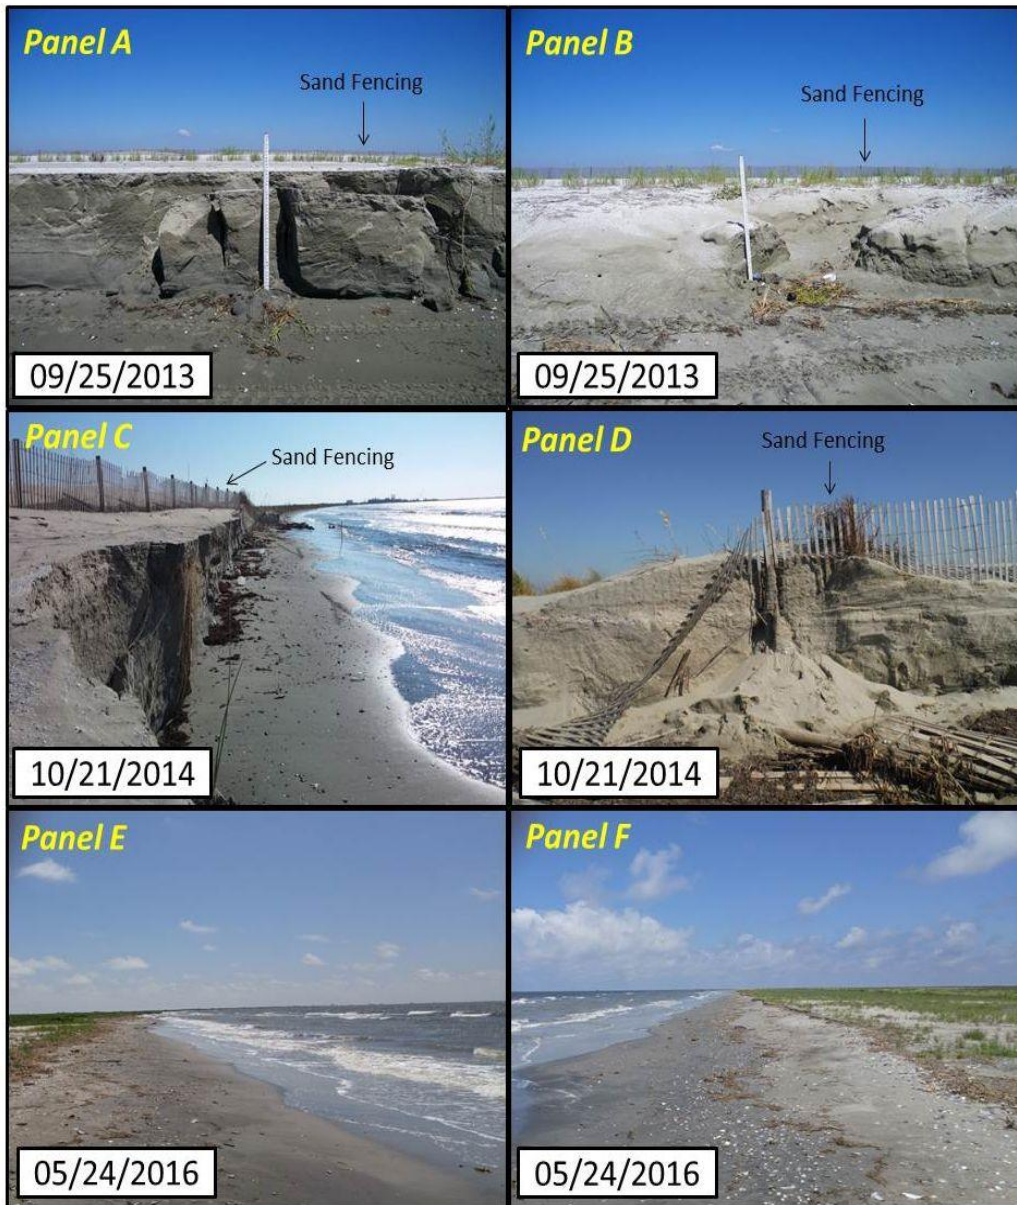 Panel A
Sand Fencing
09/25/2013
Panel B
Sand Fencing
09/25/2013
Panel C
Sand Fencing
10/21/2014
Panel D
Sand Fencing
10/21/2014
Panel E
05/24/2016
Panel F
05/24/2016